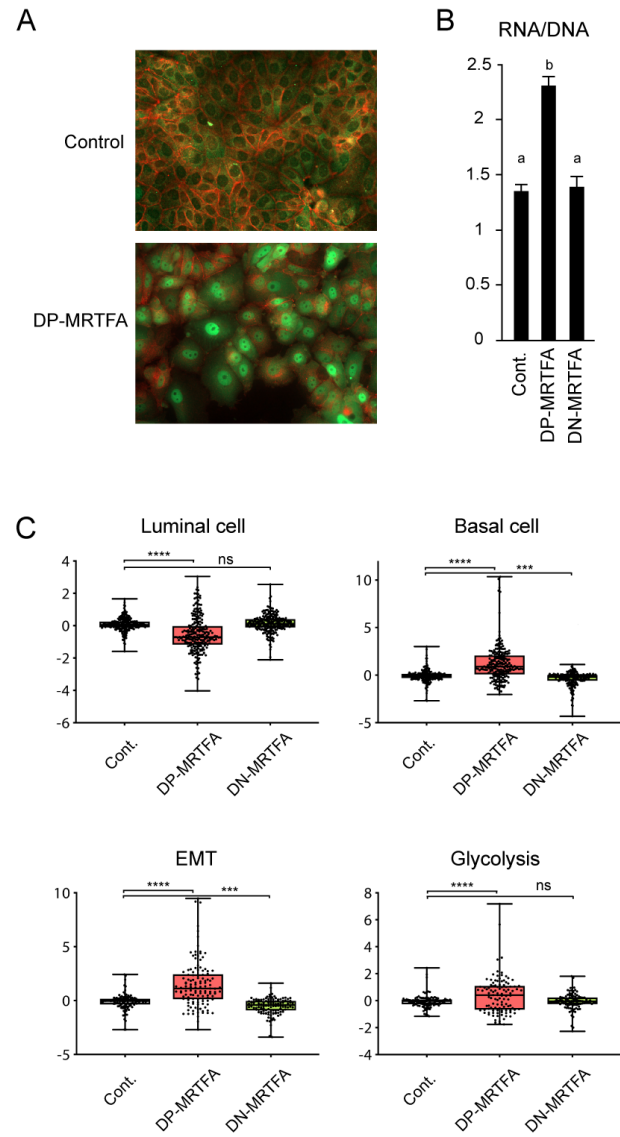 A
Control
DP-MRTFA
B
RNA/DNA
2.5
2
1.5
1
0.5
0
a
b
a
Cont.
DP-MRTFA
DN-MRTFA
C
Luminal cell
4
2
0
-2
-4
-6
****
ns
Cont.
DP-MRTFA
DN-MRTFA
Basal cell
10
5
0
-5
****
***
Cont.
DP-MRTFA
DN-MRTFA
EMT
10
5
0
-5
****
***
Cont.
DP-MRTFA
DN-MRTFA
Glycolysis
8
6
4
2
0
-2
-4
****
ns
Cont.
DP-MRTFA
DN-MRTFA